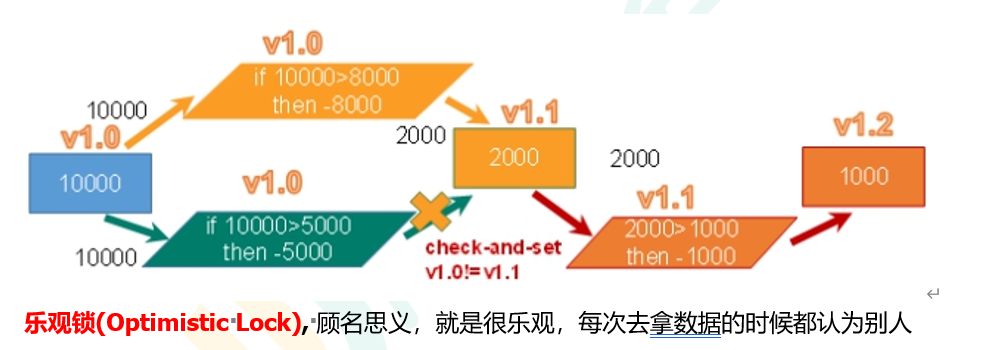 v1.0
if 10000>8000
then -8000
10000
v1.0
10000
v1.1
2000
2000
2000
v1.2
1000
v1.0
if 10000>5000
then -5000
10000
check-and-set
v1.0!=v1.1
v1.1
2000>1000
then -1000
乐观锁(Optimistic Lock), 顾名思义，就是很乐观，每次去拿数据的时候都认为别人